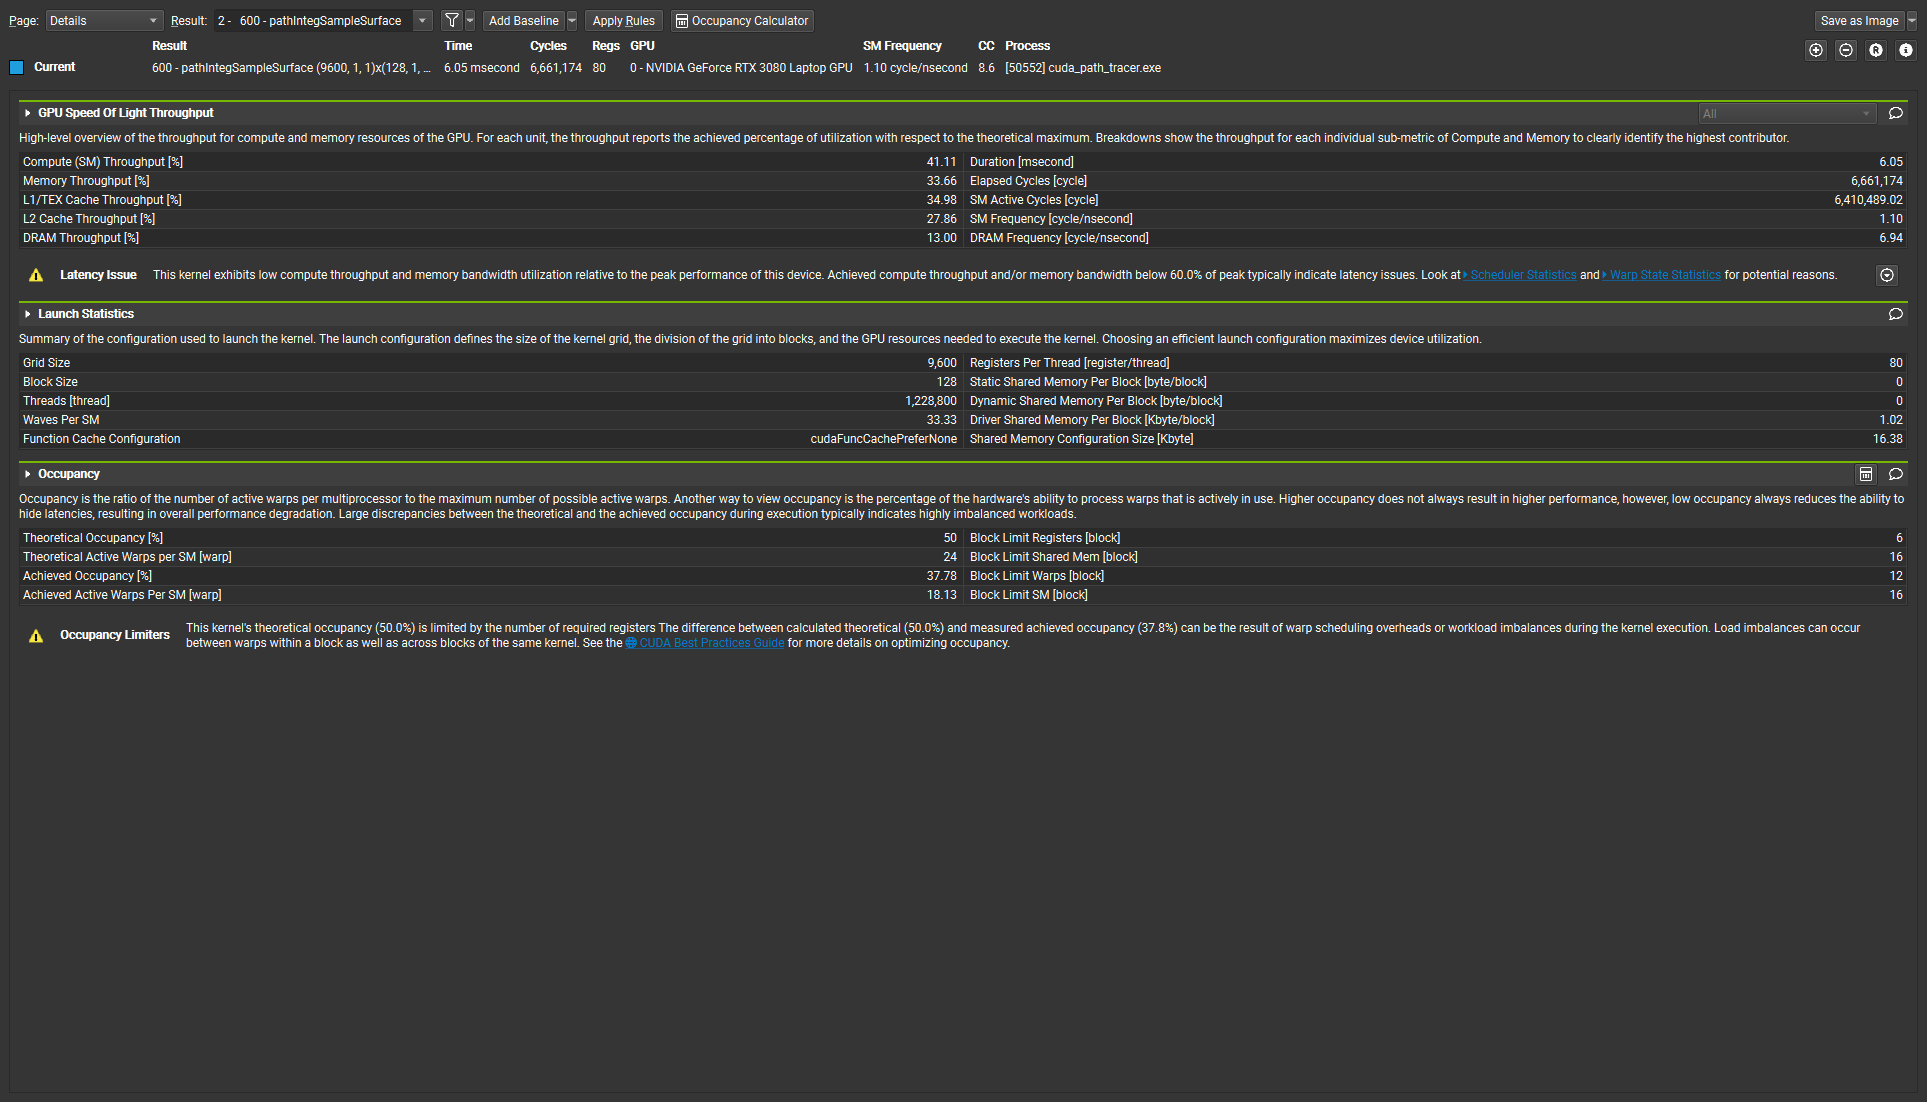 Page: Details Result: 2 - 600 - pathIntegSampleSurface Add Baseline Apply Rules Occupancy Calculator Save as Image
Result Time Cycles Regs GPU SM Frequency CC Process
Current 600 - pathIntegSampleSurface (9600, 1, 1)x(128, 1, ... 6.05 msecond 6,661,174 80 0 - NVIDIA GeForce RTX 3080 Laptop GPU 1.10 cycle/nsecond 8.6 [50552] cuda_path_tracer.exe
GPU Speed Of Light Throughput All
High-level overview of the throughput for compute and memory resources of the GPU. For each unit, the throughput reports the achieved percentage of utilization with respect to the theoretical maximum. Breakdowns show the throughput for each individual sub-metric of Compute and Memory to clearly identify the highest contributor.
Compute (SM) Throughput [%] 41.11 Duration [msecond] 6.05
Memory Throughput [%] 33.66 Elapsed Cycles [cycle] 6,661,174
L1/TEX Cache Throughput [%] 34.98 SM Active Cycles [cycle] 6,410,489.02
L2 Cache Throughput [%] 27.86 SM Frequency [cycle/nsecond] 1.10
DRAM Throughput [%] 13.00 DRAM Frequency [cycle/nsecond] 6.94
Latency Issue This kernel exhibits low compute throughput and memory bandwidth utilization relative to the peak performance of this device. Achieved compute throughput and/or memory bandwidth below 60.0% of peak typically indicate latency issues. Look at Scheduler Statistics and Warp State Statistics for potential reasons.
Launch Statistics
Summary of the configuration used to launch the kernel. The launch configuration defines the size of the kernel grid, the division of the grid into blocks, and the GPU resources needed to execute the kernel. Choosing an efficient launch configuration maximizes device utilization.
Grid Size 9,600 Registers Per Thread [register/thread] 80
Block Size 128 Static Shared Memory Per Block [byte/block] 0
Threads [thread] 1,228,800 Dynamic Shared Memory Per Block [byte/block] 0
Waves Per SM 33.33 Driver Shared Memory Per Block [Kbyte/block] 1.02
Function Cache Configuration cudaFuncCachePreferNone Shared Memory Configuration Size [Kbyte] 16.38
Occupancy
Occupancy is the ratio of the number of active warps per multiprocessor to the maximum number of possible active warps. Another way to view occupancy is the percentage of the hardware's ability to process warps that is actively in use. Higher occupancy does not always result in higher performance, however, low occupancy always reduces the ability to
hide latencies, resulting in overall performance degradation. Large discrepancies between the theoretical and the achieved occupancy during execution typically indicates highly imbalanced workloads.
Theoretical Occupancy [%] 50 Block Limit Registers [block] 6
Theoretical Active Warps per SM [warp] 24 Block Limit Shared Mem [block] 16
Achieved Occupancy [%] 37.78 Block Limit Warps [block] 12
Achieved Active Warps Per SM [warp] 18.13 Block Limit SM [block] 16
Occupancy Limiters This kernel's theoretical occupancy (50.0%) is limited by the number of required registers The difference between calculated theoretical (50.0%) and measured achieved occupancy (37.8%) can be the result of warp scheduling overheads or workload imbalances during the kernel execution. Load imbalances can occur
between warps within a block as well as across blocks of the same kernel. See the CUDA Best Practices Guide for more details on optimizing occupancy.